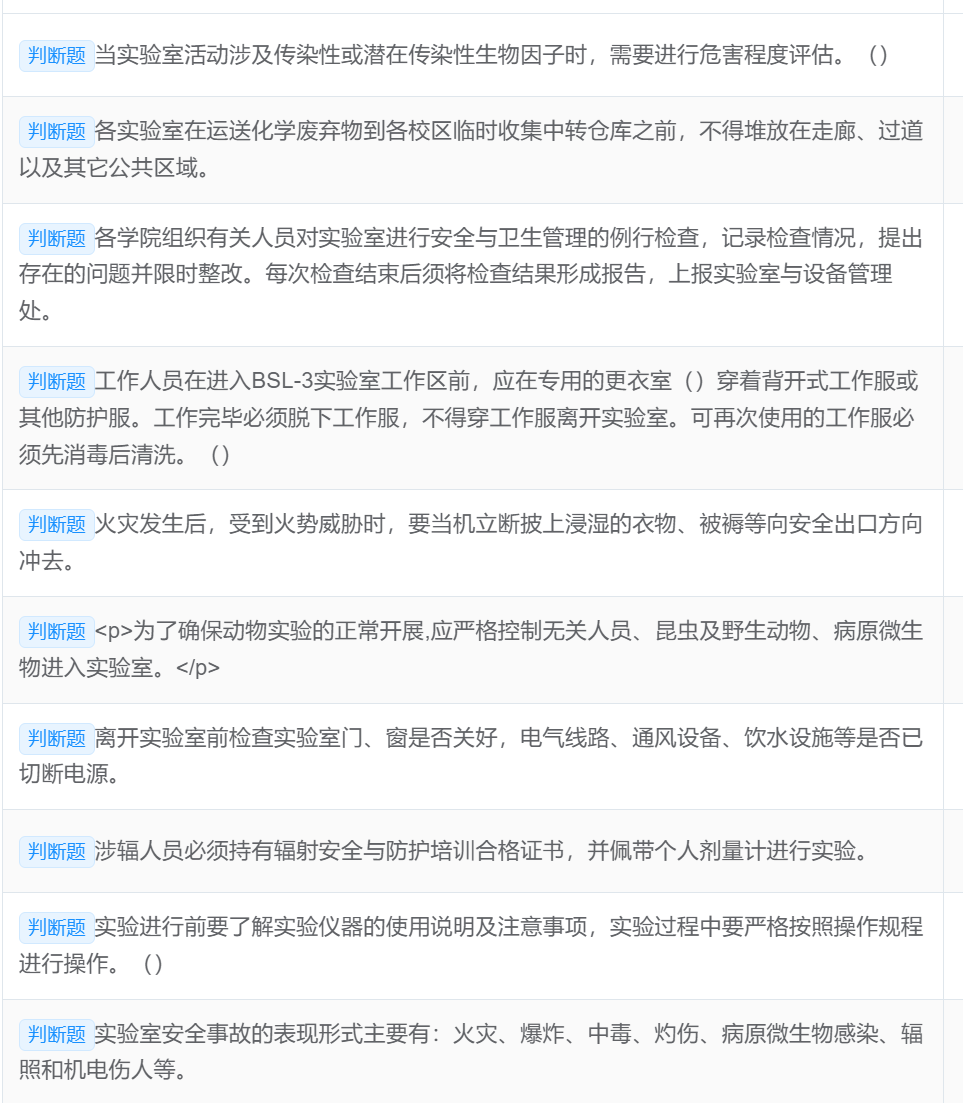 判断题 当实验室活动涉及传染性或潜在传染性生物因子时，需要进行危害程度评估。（）
判断题 各实验室在运送化学废弃物到各校区临时收集中转仓库之前，不得堆放在走廊、过道
以及其它公共区域。
判断题 各学院组织有关人员对实验室进行安全与卫生管理的例行检查，记录检查情况，提出
存在的问题并限时整改。每次检查结束后须将检查结果形成报告，上报实验室与设备管理
处。
判断题 工作人员在进入BSL-3实验室工作区前，应在专用的更衣室（）穿着背开式工作服或
其他防护服。工作完毕必须脱下工作服，不得穿工作服离开实验室。可再次使用的工作服必
须先消毒后清洗。（）
判断题 火灾发生后，受到火势威胁时，要当机立断披上浸湿的衣物、被褥等向安全出口方向
冲去。
判断题 <p>为了确保动物实验的正常开展,应严格控制无关人员、昆虫及野生动物、病原微生
物进入实验室。</p>
判断题 离开实验室前检查实验室门、窗是否关好，电气线路、通风设备、饮水设施等是否已
切断电源。
判断题 涉辐人员必须持有辐射安全与防护培训合格证书，并佩带个人剂量计进行实验。
判断题 实验进行前要了解实验仪器的使用说明及注意事项，实验过程中要严格按照操作规程
进行操作。（）
判断题 实验室安全事故的表现形式主要有：火灾、爆炸、中毒、灼伤、病原微生物感染、辐
照和机电伤人等。